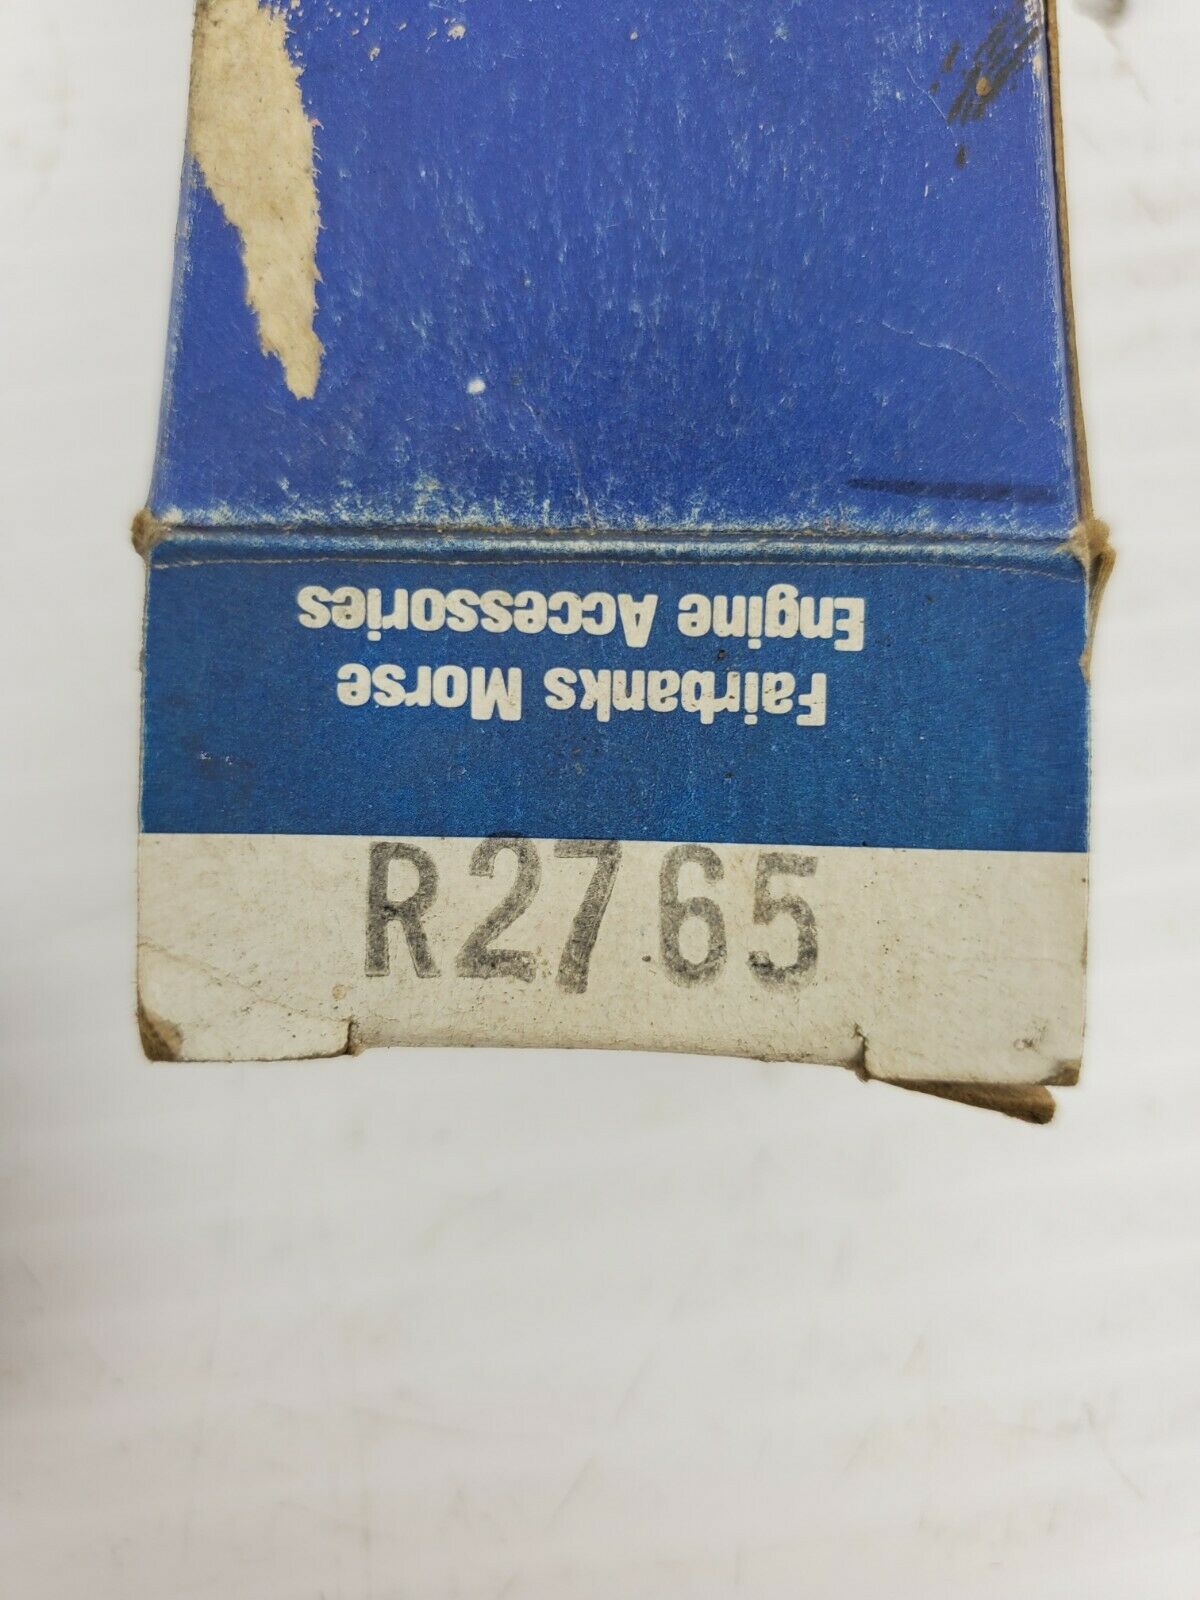 Fairbanks Morse
Engine Accessories
R2765